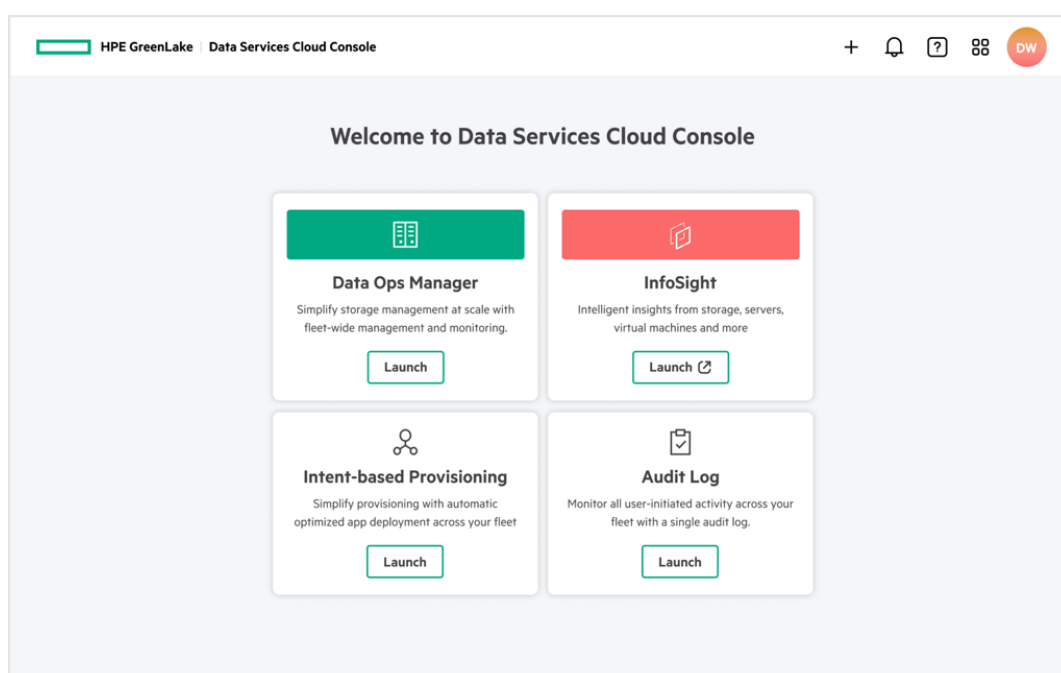 HPE GreenLake | Data Services Cloud Console
DW
Welcome to Data Services Cloud Console
Data Ops Manager
Simplify storage management at scale with
fleet-wide management and monitoring.
Launch
InfoSight
Intelligent insights from storage, servers,
virtual machines and more
Launch
Intent-based Provisioning
Simplify provisioning with automatic
optimized app deployment across your fleet
Launch
Audit Log
Monitor all user-initiated activity across your
fleet with a single audit log.
Launch